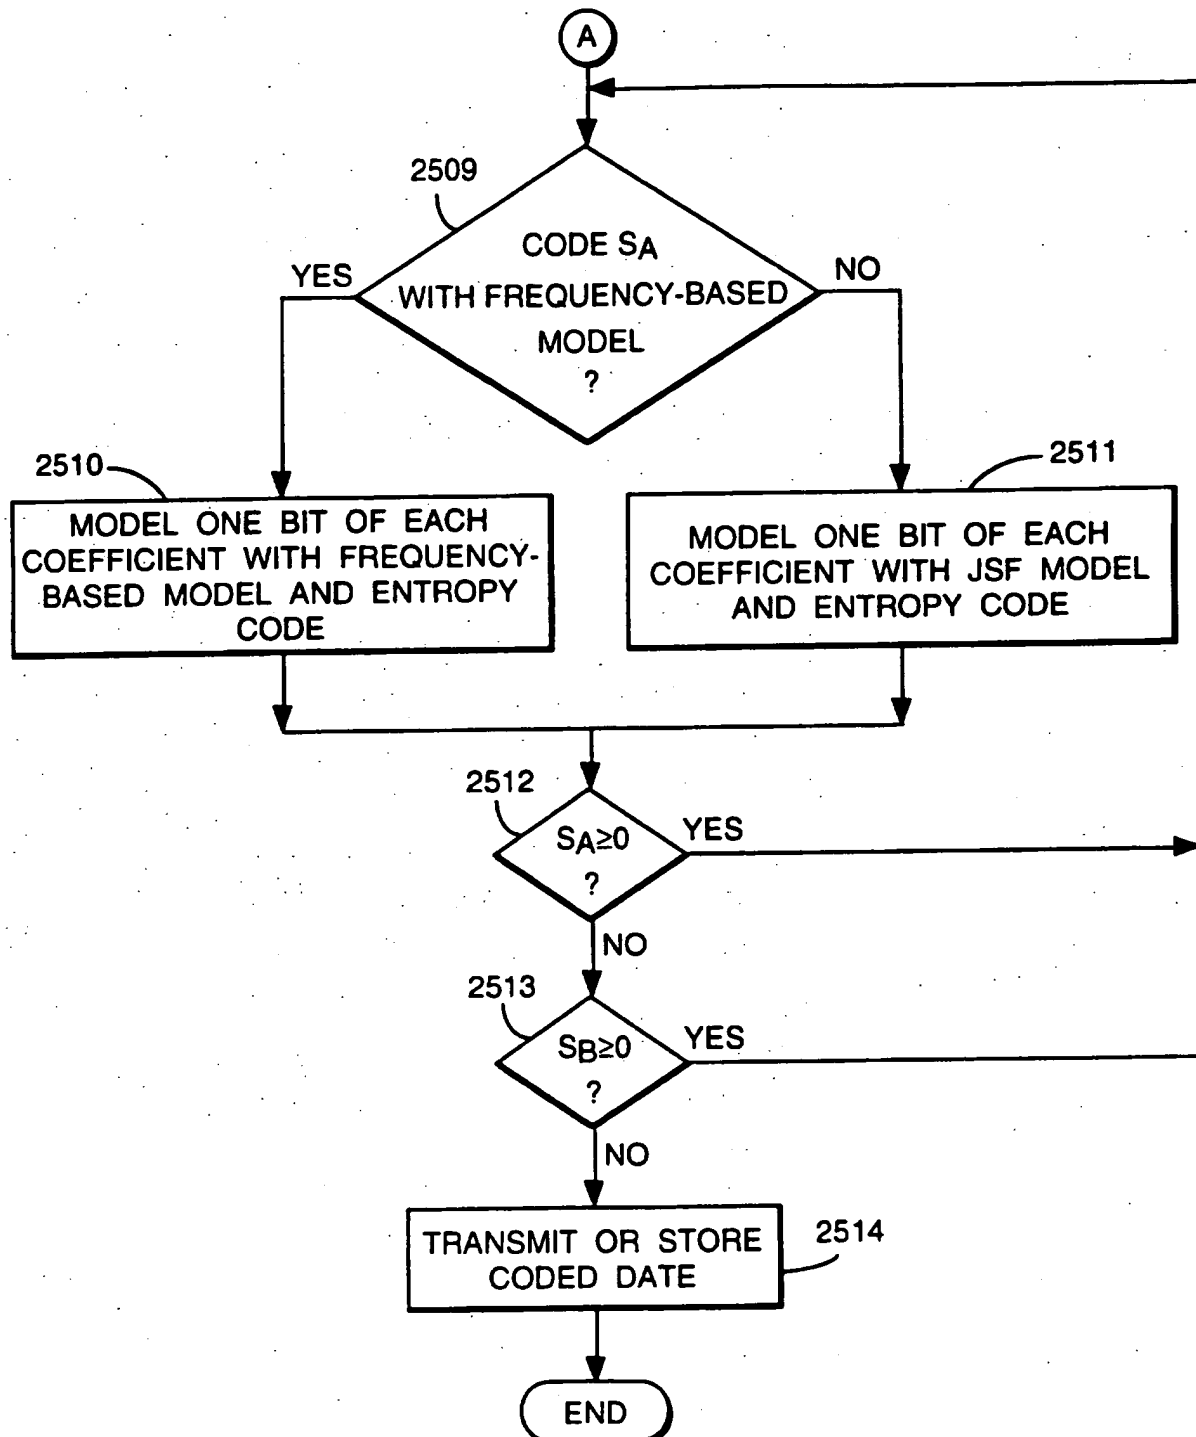 A
2509
CODE SA
YES
NO
WITH FREQUENCY-BASED
MODEL
?
2510
2511
MODEL ONE BIT OF EACH
COEFFICIENT WITH FREQUENCY-
BASED MODEL AND ENTROPY
CODE
MODEL ONE BIT OF EACH
COEFFICIENT WITH JSF MODEL
AND ENTROPY CODE
2512
SA≥0
?
YES
NO
2513
SB≥0
?
YES
NO
TRANSMIT OR STORE
CODED DATE
2514
END